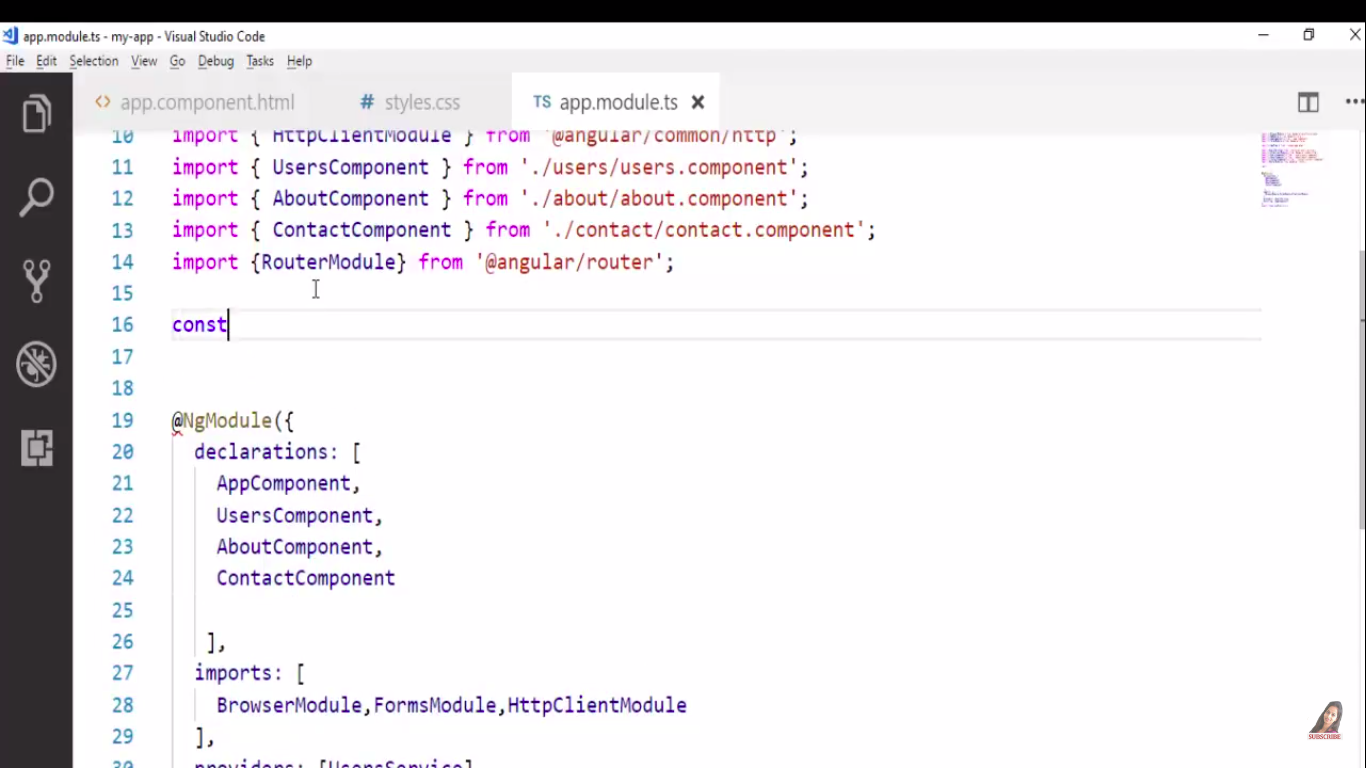 app.module.ts - my-app - Visual Studio Code
File Edit Selection View Go Debug Tasks Help
<> app.component.html # styles.css TS app.module.ts
10 import { HttpClientModule } from '@angular/common/http';
11 import { UsersComponent } from './users/users.component';
12 import { AboutComponent } from './about/about.component';
13 import { ContactComponent } from './contact/contact.component';
14 import {RouterModule} from '@angular/router';
15
16 const
17
18
19 @NgModule({
20 declarations: [
21 AppComponent,
22 UsersComponent,
23 AboutComponent,
24 ContactComponent
25
26 ],
27 imports: [
28 BrowserModule,FormsModule,HttpClientModule
29 ],
30 providers: [UsersService]
SUBSCRIBE